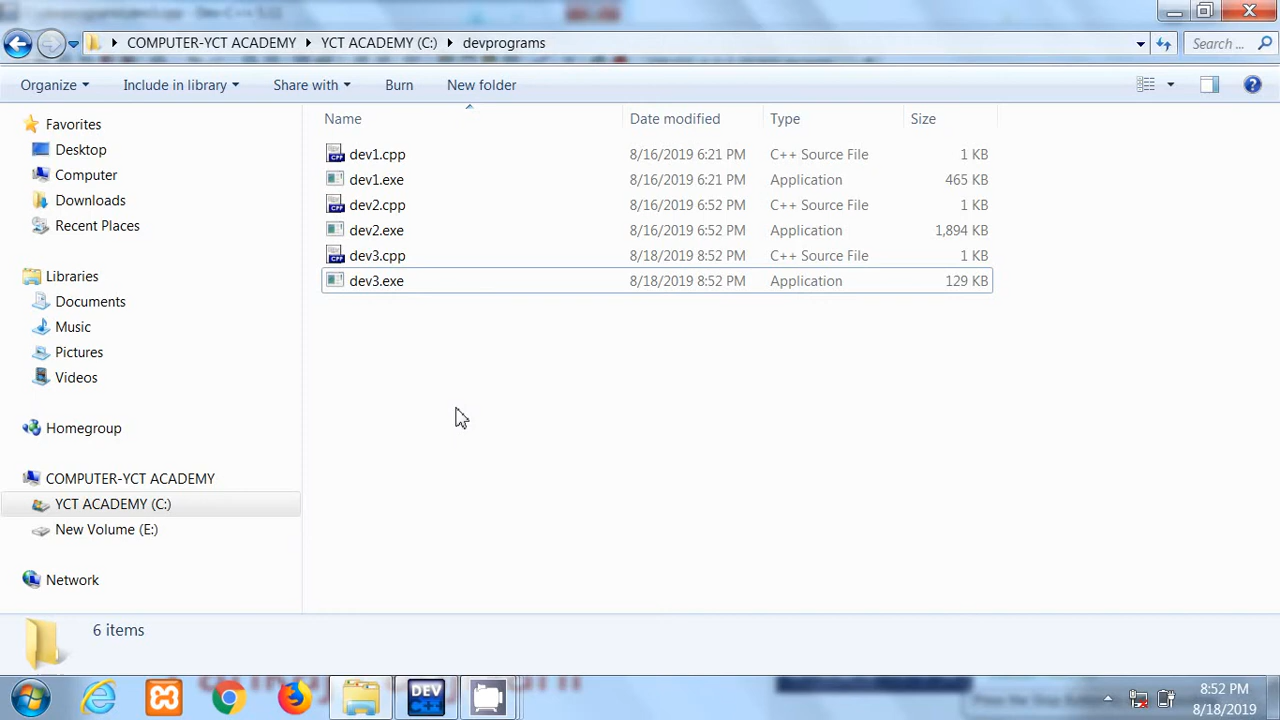 COMPUTER-YCT ACADEMY YCT ACADEMY (C:) devprograms Search ...
Organize Include in library Share with Burn New folder
Name Date modified Type Size
dev1.cpp 8/16/2019 6:21 PM C++ Source File 1 KB
dev1.exe 8/16/2019 6:21 PM Application 465 KB
dev2.cpp 8/16/2019 6:52 PM C++ Source File 1 KB
dev2.exe 8/16/2019 6:52 PM Application 1,894 KB
dev3.cpp 8/18/2019 8:52 PM C++ Source File 1 KB
dev3.exe 8/18/2019 8:52 PM Application 129 KB
Favorites
Desktop
Computer
Downloads
Recent Places
Libraries
Documents
Music
Pictures
Videos
Homegroup
COMPUTER-YCT ACADEMY
YCT ACADEMY (C:)
New Volume (E:)
Network
6 items
DEV
C++
8:52 PM
8/18/2019